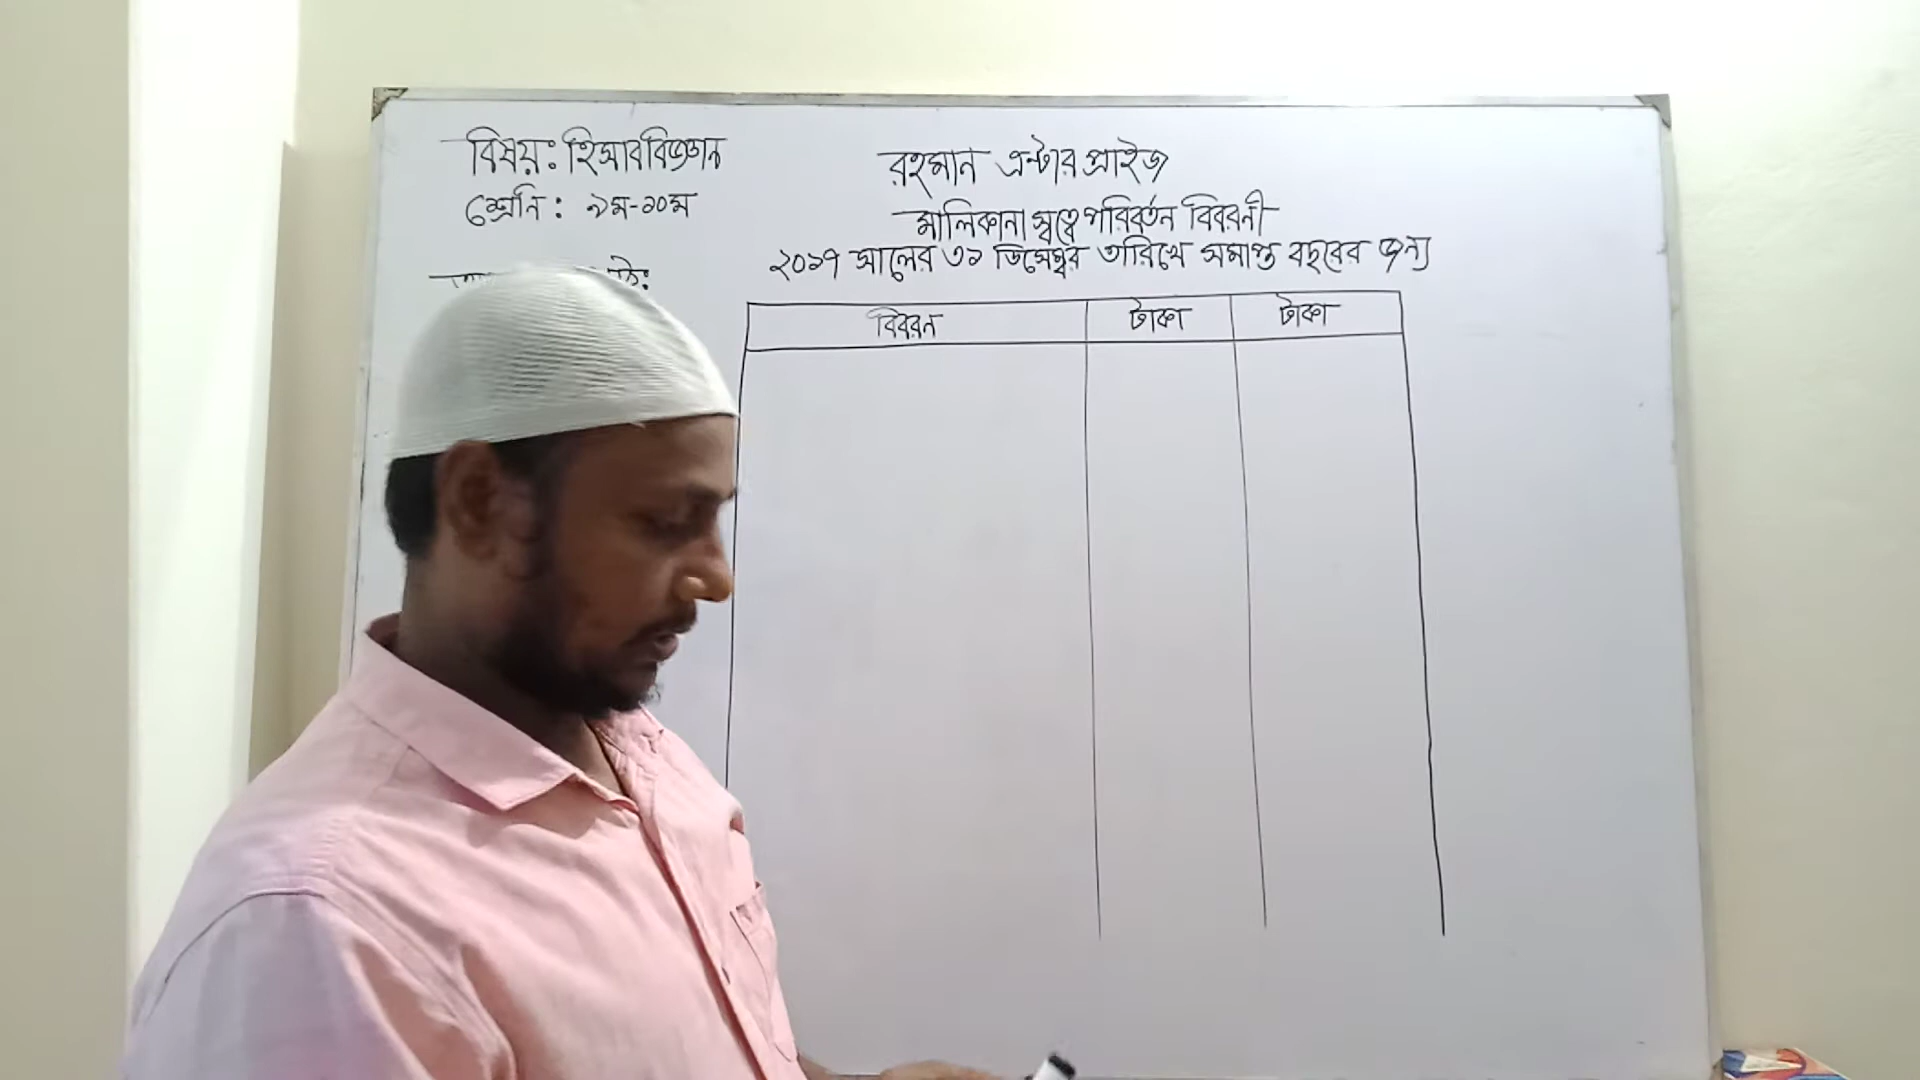 বিষয়ঃ হিসাববিজ্ঞান
শ্রেনি: ৯ম-১০ম
রহমান এন্টারপ্রাইজ
মালিকানা স্বত্বে পরিবর্তন বিবরনী
২০১৭ সালের ৩১ ডিসেম্বর তারিখে সমাপ্ত বছরের জন্য
বিবরন টাকা টাকা